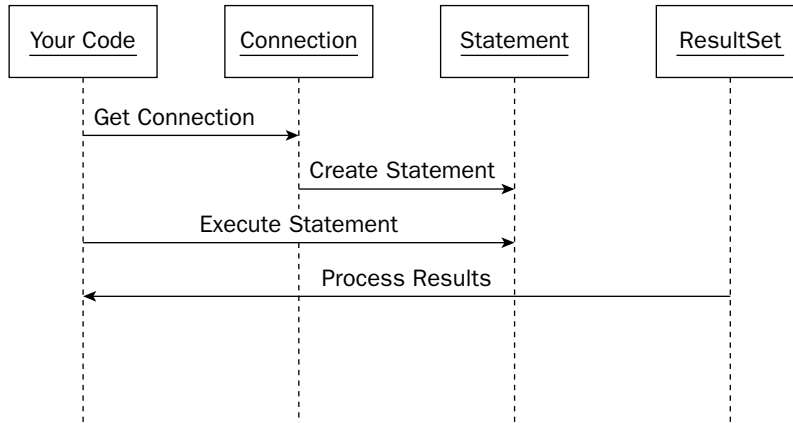 Your Code
Connection
Statement
ResultSet
Get Connection
Create Statement
Execute Statement
Process Results